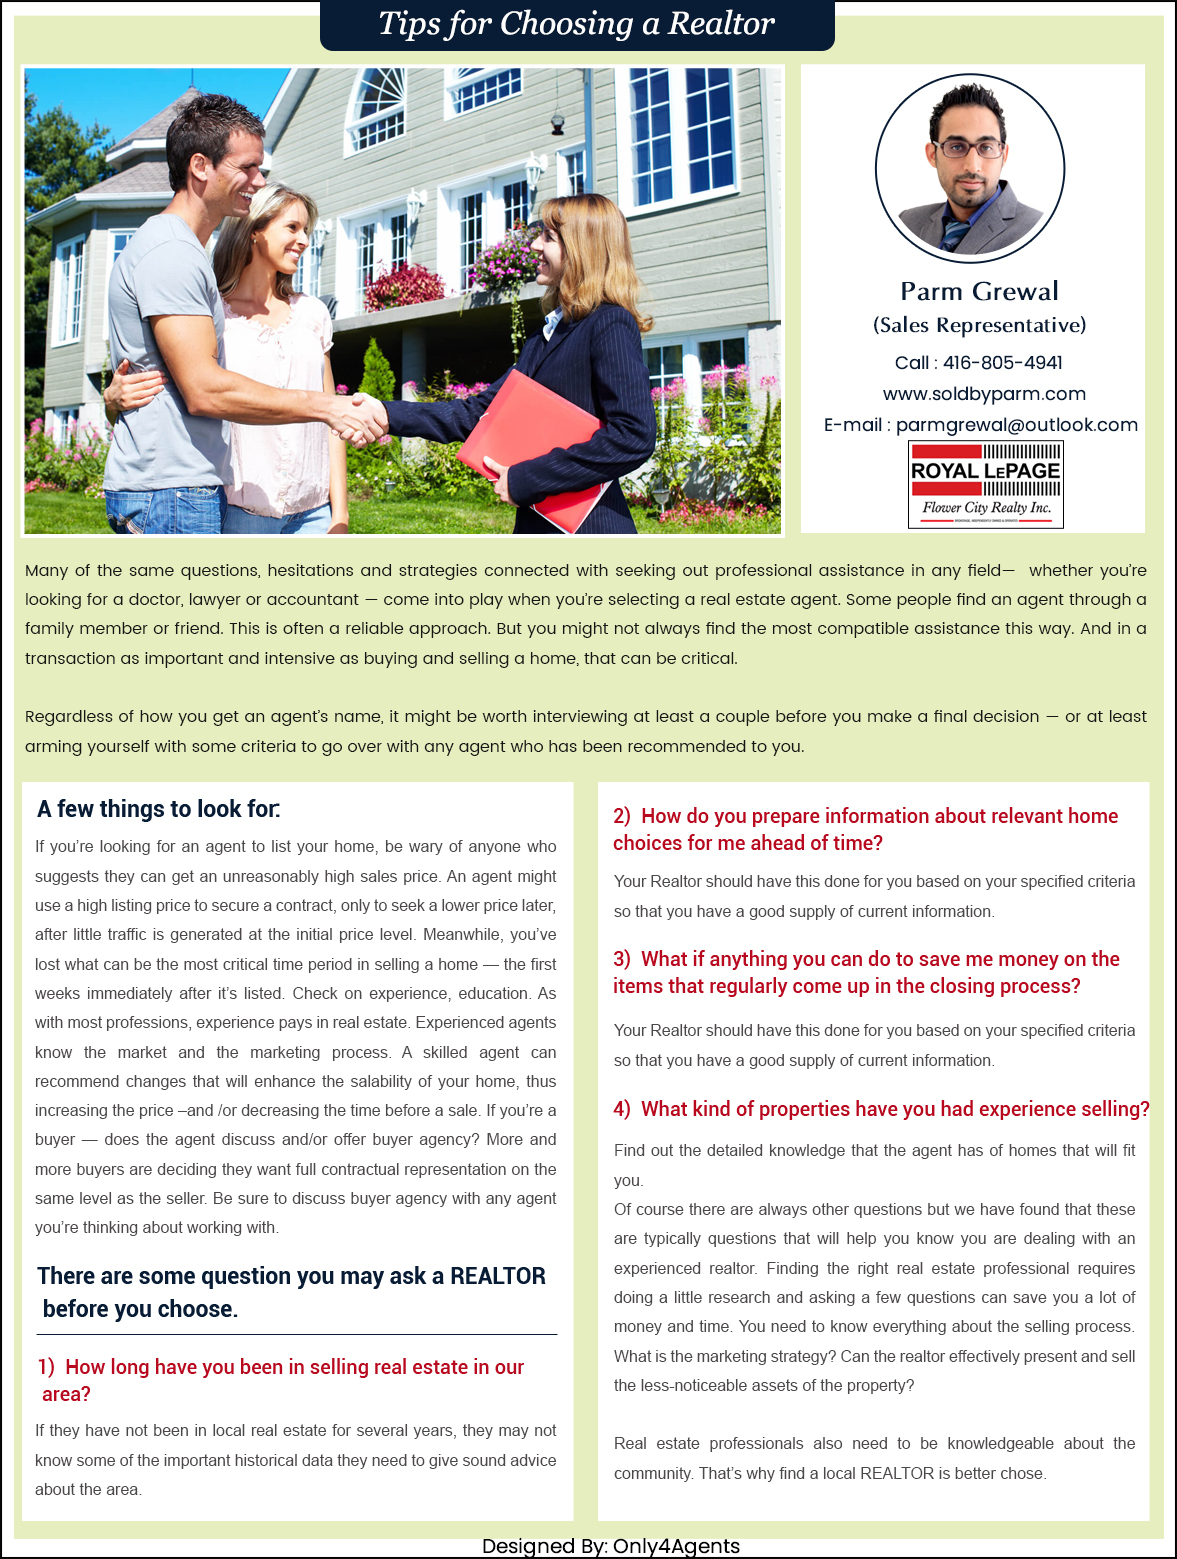 Tips for Choosing a Realtor
Parm Grewal
(Sales Representative)
Call : 416-805-4941
www.soldbyparm.com
E-mail : parmgrewal@outlook.com
ROYAL LEPAGE
Flower City Realty Inc.
BROKERAGE, INDEPENDENTLY OWNED & OPERATED
Many of the same questions, hesitations and strategies connected with seeking out professional assistance in any field— whether you're
looking for a doctor, lawyer or accountant — come into play when you're selecting a real estate agent. Some people find an agent through a
family member or friend. This is often a reliable approach. But you might not always find the most compatible assistance this way. And in a
transaction as important and intensive as buying and selling a home, that can be critical.
Regardless of how you get an agent's name, it might be worth interviewing at least a couple before you make a final decision — or at least
arming yourself with some criteria to go over with any agent who has been recommended to you.
A few things to look for:
If you're looking for an agent to list your home, be wary of anyone who
suggests they can get an unreasonably high sales price. An agent might
use a high listing price to secure a contract, only to seek a lower price later,
after little traffic is generated at the initial price level. Meanwhile, you've
lost what can be the most critical time period in selling a home — the first
weeks immediately after it's listed. Check on experience, education. As
with most professions, experience pays in real estate. Experienced agents
know the market and the marketing process. A skilled agent can
recommend changes that will enhance the salability of your home, thus
increasing the price –and /or decreasing the time before a sale. If you're a
buyer — does the agent discuss and/or offer buyer agency? More and
more buyers are deciding they want full contractual representation on the
same level as the seller. Be sure to discuss buyer agency with any agent
you're thinking about working with.
There are some question you may ask a REALTOR
before you choose.
1) How long have you been in selling real estate in our
area?
If they have not been in local real estate for several years, they may not
know some of the important historical data they need to give sound advice
about the area.
2) How do you prepare information about relevant home
choices for me ahead of time?
Your Realtor should have this done for you based on your specified criteria
so that you have a good supply of current information.
3) What if anything you can do to save me money on the
items that regularly come up in the closing process?
Your Realtor should have this done for you based on your specified criteria
so that you have a good supply of current information.
4) What kind of properties have you had experience selling?
Find out the detailed knowledge that the agent has of homes that will fit
you.
Of course there are always other questions but we have found that these
are typically questions that will help you know you are dealing with an
experienced realtor. Finding the right real estate professional requires
doing a little research and asking a few questions can save you a lot of
money and time. You need to know everything about the selling process.
What is the marketing strategy? Can the realtor effectively present and sell
the less-noticeable assets of the property?
Real estate professionals also need to be knowledgeable about the
community. That's why find a local REALTOR is better chose.
Designed By: Only4Agents